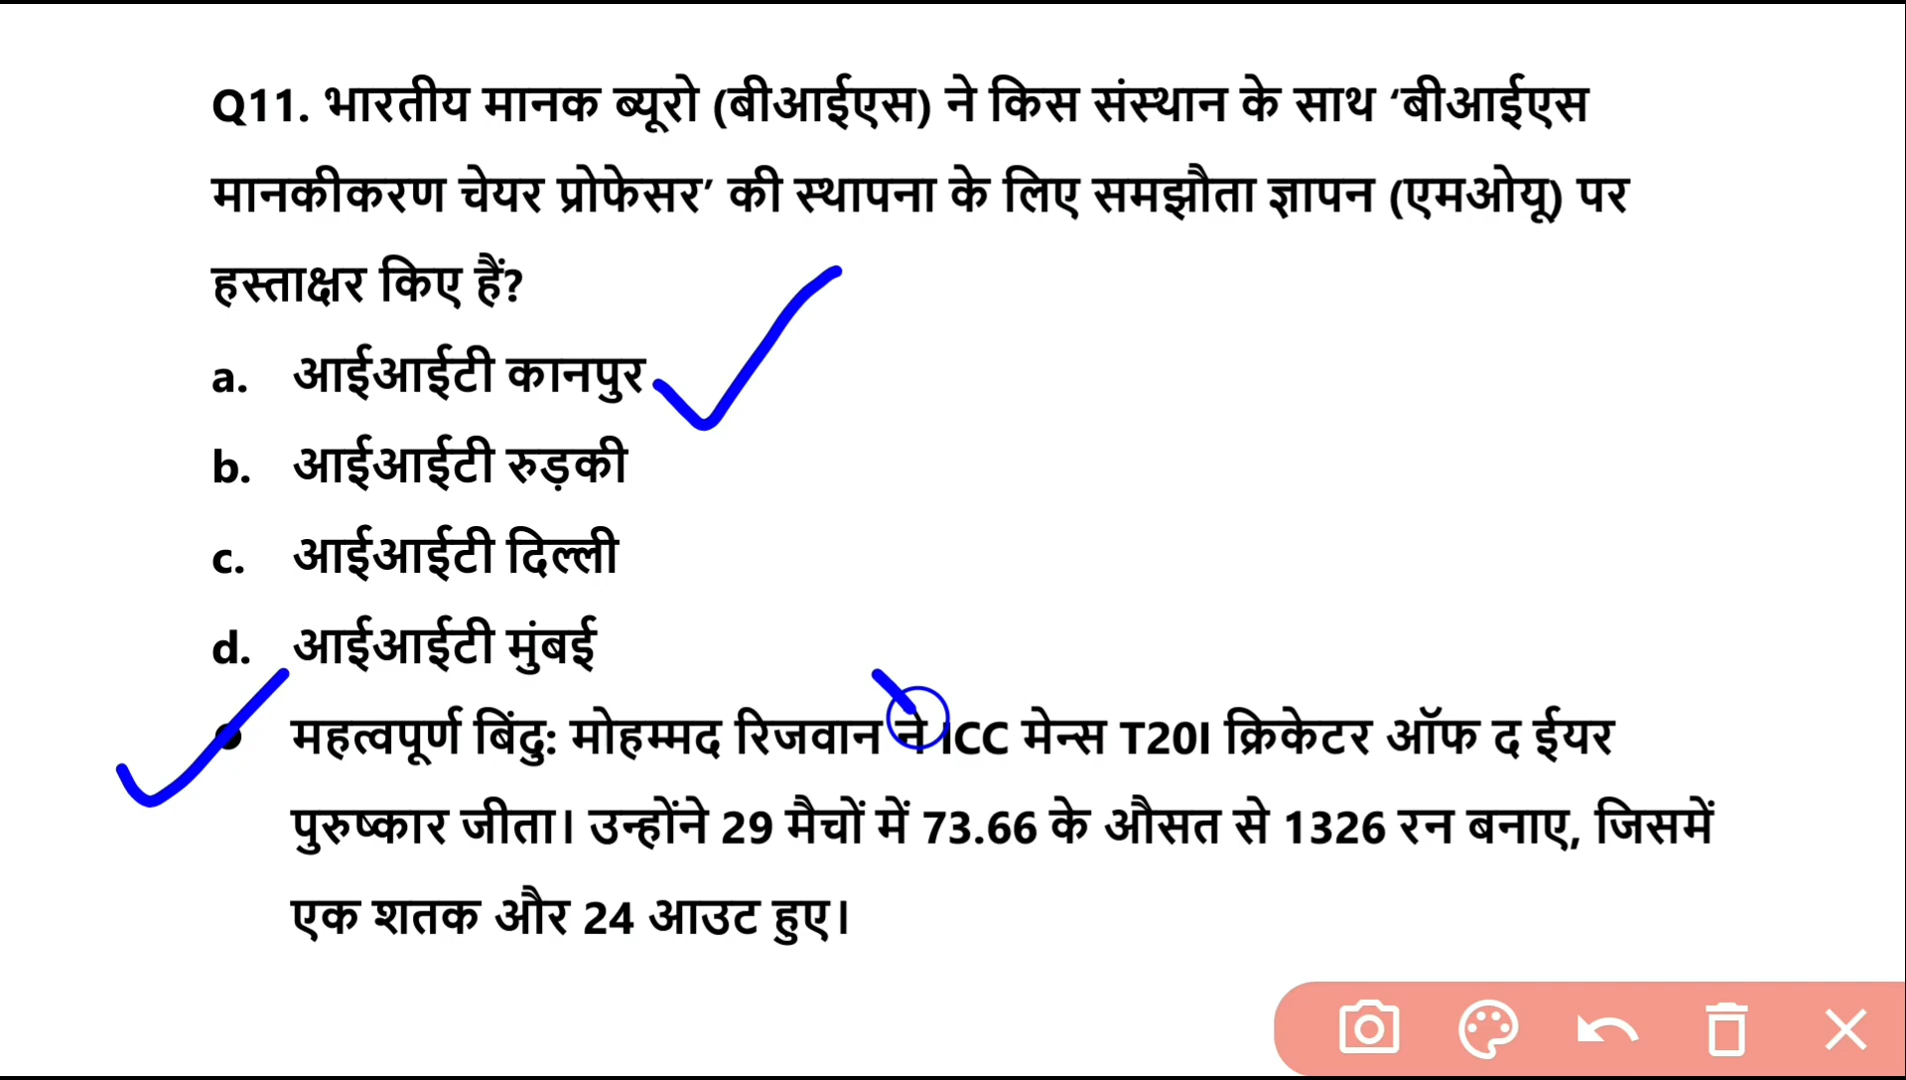 Q11. भारतीय मानक ब्यूरो (बीआईएस) ने किस संस्थान के साथ ‘बीआईएस
मानकीकरण चेयर प्रोफेसर’ की स्थापना के लिए समझौता ज्ञापन (एमओयू) पर
हस्ताक्षर किए हैं?
a. आईआईटी कानपुर
b. आईआईटी रुड़की
c. आईआईटी दिल्ली
d. आईआईटी मुंबई
● महत्वपूर्ण बिंदु: मोहम्मद रिजवान ने ICC मेन्स T20I क्रिकेटर ऑफ द ईयर
पुरुष्कार जीता। उन्होंने 29 मैचों में 73.66 के औसत से 1326 रन बनाए, जिसमें
एक शतक और 24 आउट हुए।